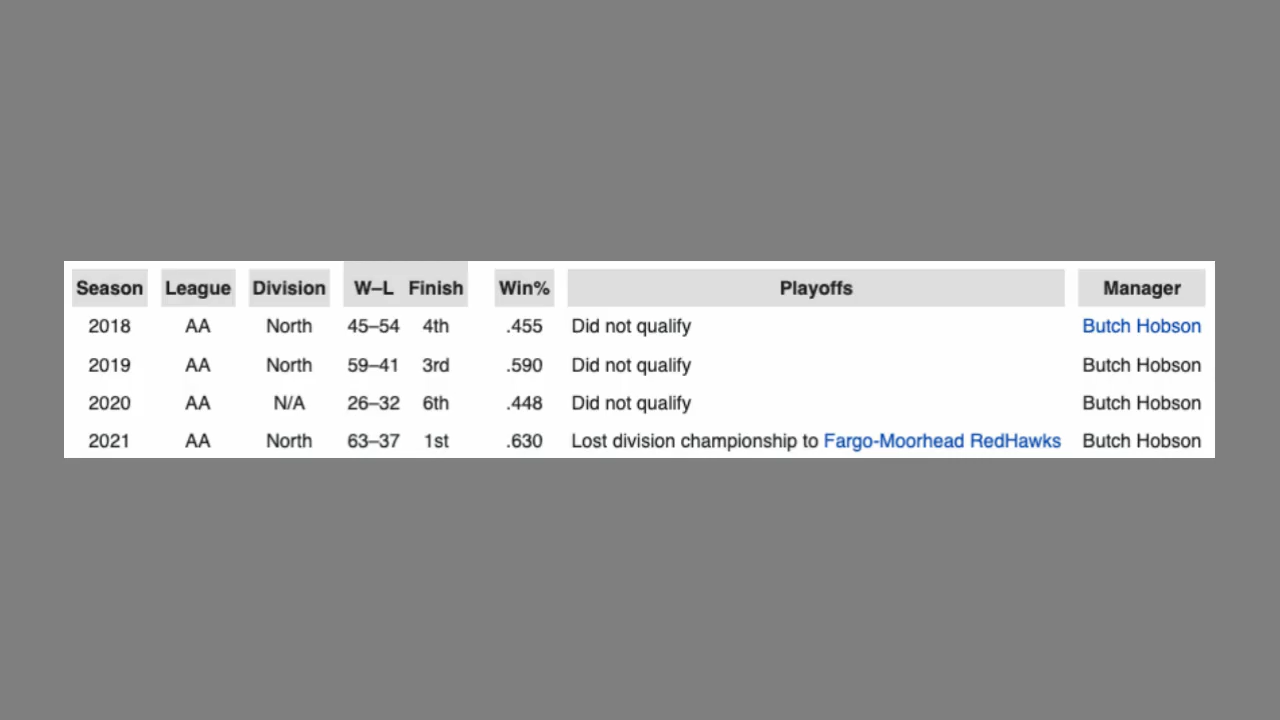 Season League Division W–L Finish Win% Playoffs Manager
2018 AA North 45–54 4th .455 Did not qualify Butch Hobson
2019 AA North 59–41 3rd .590 Did not qualify Butch Hobson
2020 AA N/A 26–32 6th .448 Did not qualify Butch Hobson
2021 AA North 63–37 1st .630 Lost division championship to Fargo-Moorhead RedHawks Butch Hobson